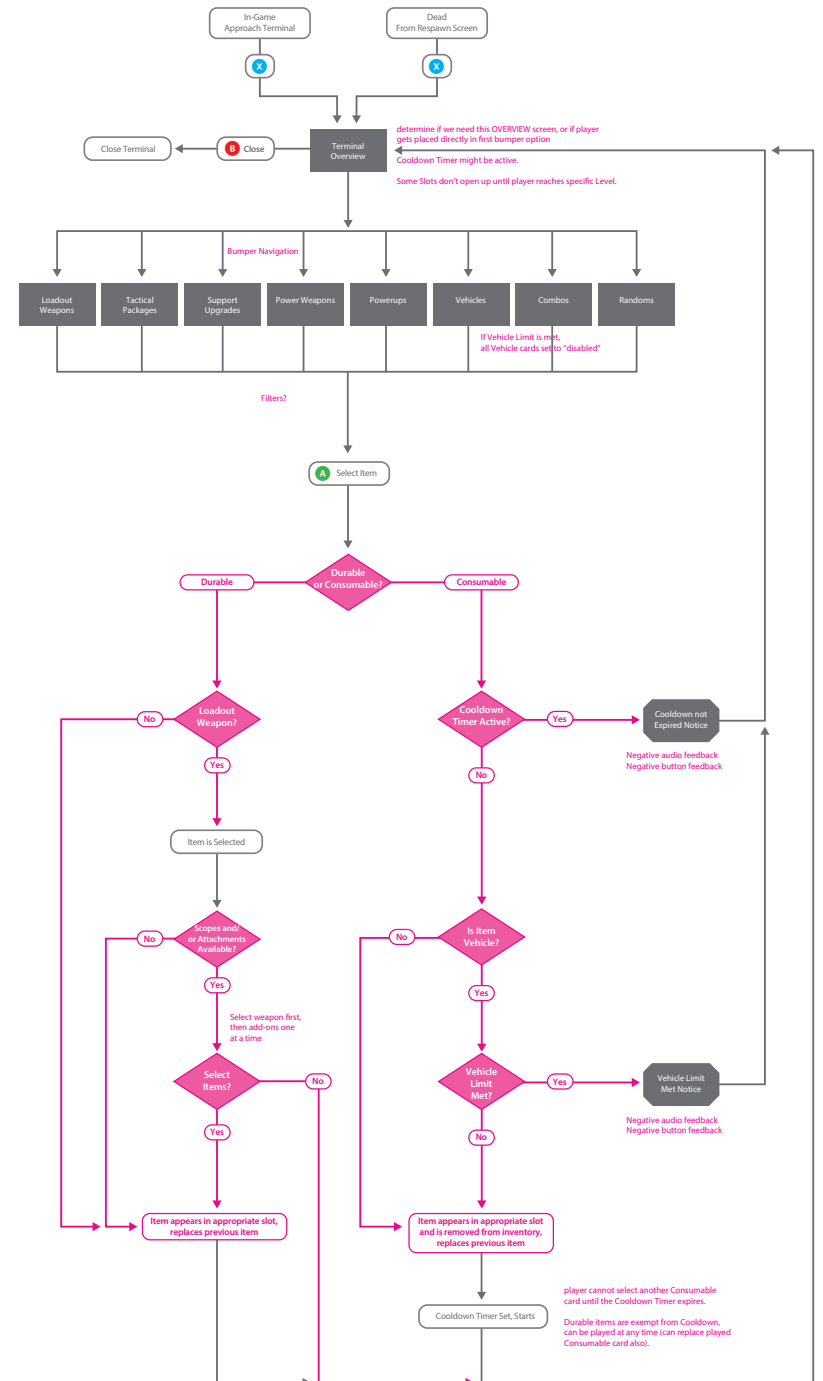 In-Game
Approach Terminal
Dead
From Respawn Screen
X
X
determine if we need this OVERVIEW screen, or if player
gets placed directly in first bumper option
Cooldown Timer might be active.
Some Slots don't open up until player reaches specific Level.
Close Terminal
B Close
Terminal
Overview
Bumper Navigation
Loadout
Weapons
Tactical
Packages
Support
Upgrades
Power Weapons
Powerups
Vehicles
Combos
Randoms
If Vehicle Limit is met,
all Vehicle cards set to "disabled"
Filters?
A Select Item
Durable
or Consumable?
Durable
Consumable
Loadout
Weapon?
No
Yes
Cooldown
Timer Active?
Yes
No
Cooldown not
Expired Notice
Negative audio feedback
Negative button feedback
Item is Selected
Scopes and/
or Attachments
Available?
No
Yes
Is Item
Vehicle?
No
Yes
Select weapon first,
then add-ons one
at a time
Select
Items?
No
Yes
Vehicle
Limit
Met?
Yes
No
Vehicle Limit
Met Notice
Negative audio feedback
Negative button feedback
Item appears in appropriate slot,
replaces previous item
Item appears in appropriate slot
and is removed from inventory,
replaces previous item
Cooldown Timer Set, Starts
player cannot select another Consumable
card until the Cooldown Timer expires.
Durable items are exempt from Cooldown,
can be played at any time (can replace played
Consumable card also).